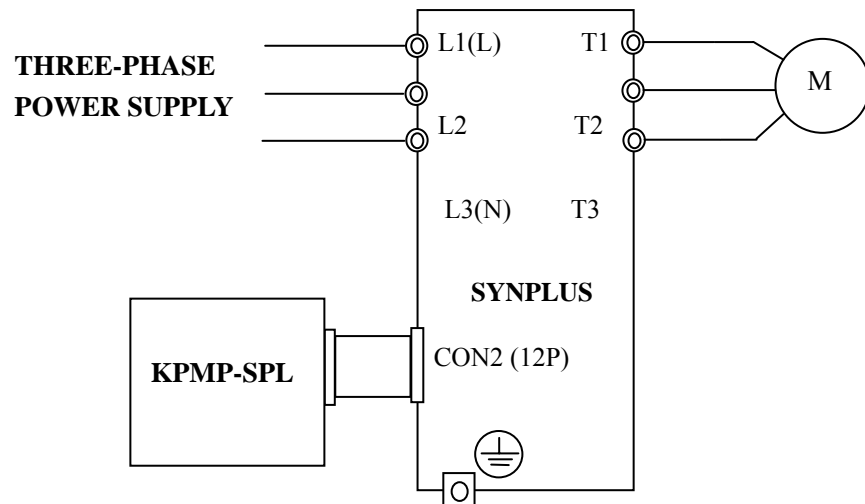 L1(L) T1
THREE-PHASE
POWER SUPPLY
M
L2 T2
L3(N) T3
SYNPLUS
CON2 (12P)
KPMP-SPL